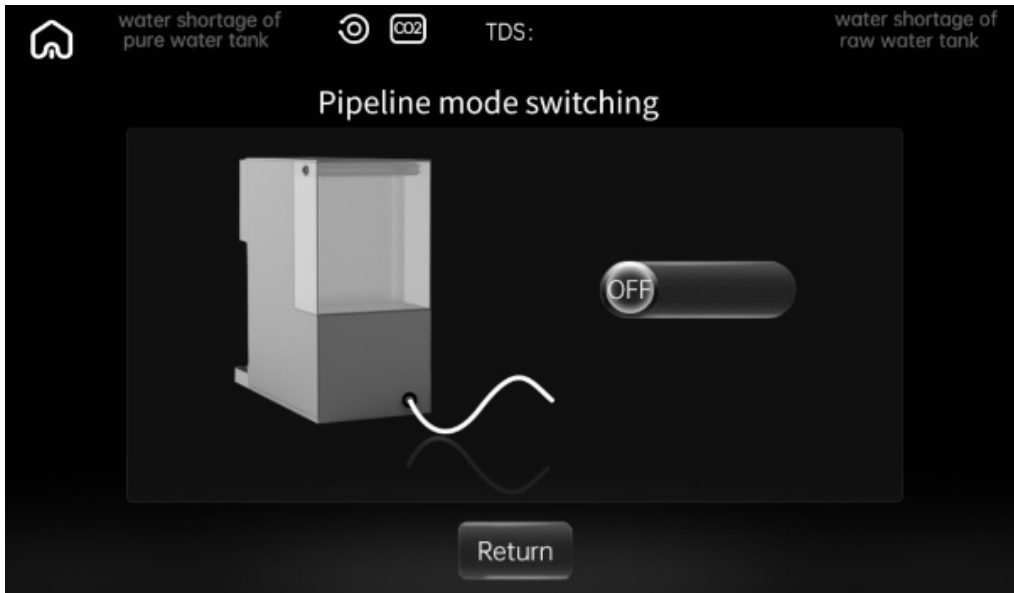 water shortage of
pure water tank
CO2
TDS:
water shortage of
raw water tank
Pipeline mode switching
OFF
Return